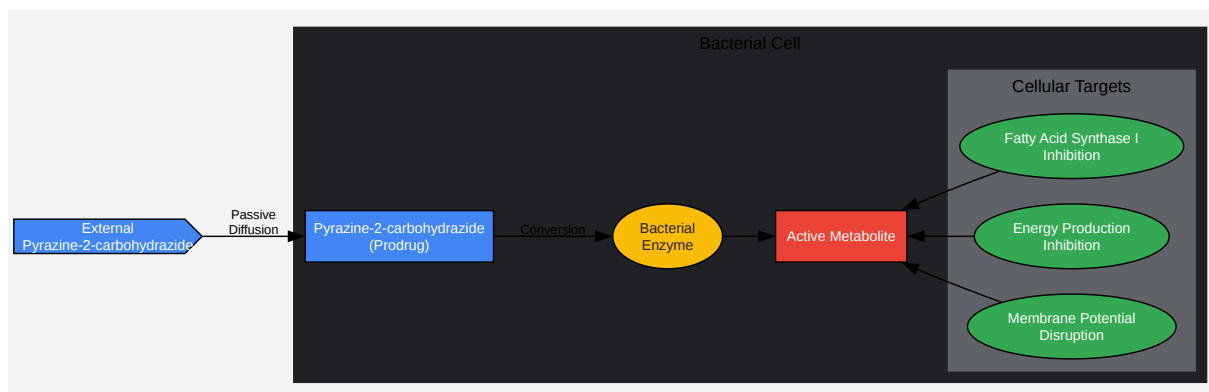 Bacterial Cell
Cellular Targets
Fatty Acid Synthase I
Inhibition
Passive
Diffusion
External
Pyrazine-2-carbohydrazide
Pyrazine-2-carbohydrazide
(Prodrug)
Conversion
Bacterial
Enzyme
Active Metabolite
Energy Production
Inhibition
Membrane Potential
Disruption